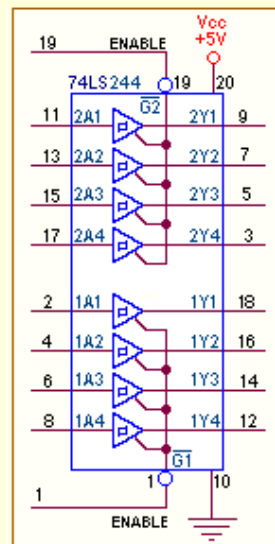 Vcc
+5V
19 ENABLE
74LS244 19 20
G2
11 2A1 2Y1 9
13 2A2 2Y2 7
15 2A3 2Y3 5
17 2A4 2Y4 3
2 1A1 1Y1 18
4 1A2 1Y2 16
6 1A3 1Y3 14
8 1A4 1Y4 12
G1
1 10
1
ENABLE